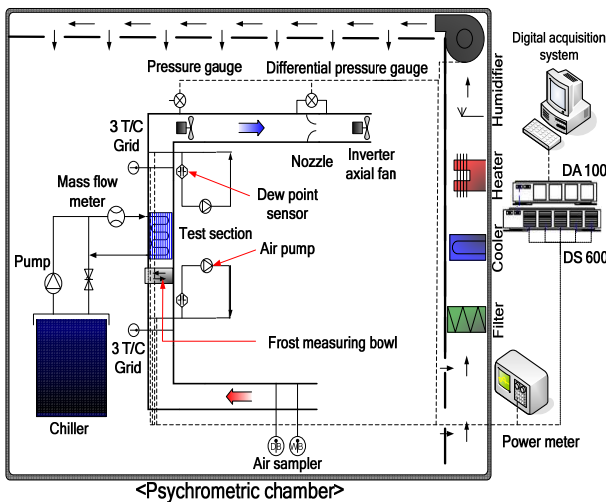 Digital acquisition
system
Pressure gauge
Differential pressure gauge
Humidifier
3 T/C
Grid
Nozzle
Inverter
axial fan
DA 100
Heater
Mass flow
meter
Dew point
sensor
Test section
Air pump
DS 600
Cooler
Pump
Filter
Frost measuring bowl
3 T/C
Grid
Chiller
DB
WB
Air sampler
Power meter
<Psychrometric chamber>